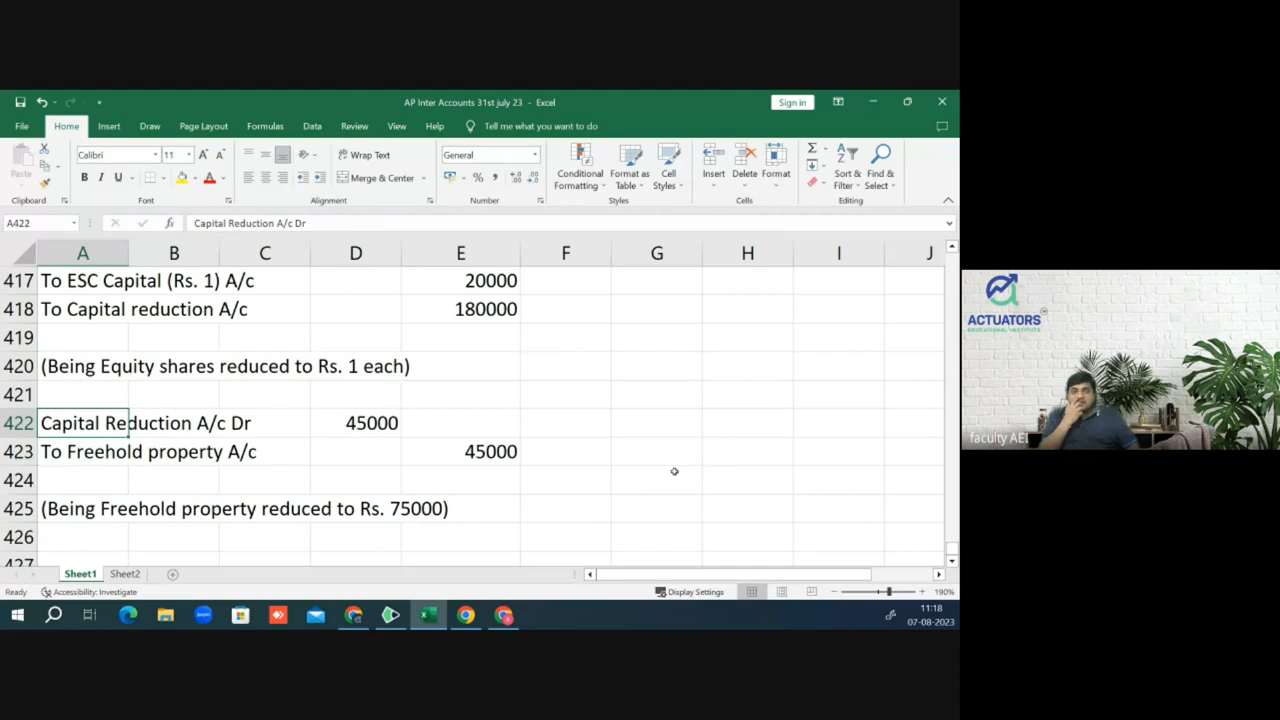 AP Inter Accounts 31st july 23 - Excel
Sign in
File Home Insert Draw Page Layout Formulas Data Review View Help Tell me what you want to do
Paste
Calibri 11
Wrap Text
General
B I U
Merge & Center
Conditional Formatting
Format as Table
Cell Styles
Insert Delete Format
Sort & Filter
Find & Select
Clipboard Font Alignment Number Styles Cells Editing
A422 fx Capital Reduction A/c Dr
A B C D E F G H I J
417 To ESC Capital (Rs. 1) A/c 20000
418 To Capital reduction A/c 180000
419
420 (Being Equity shares reduced to Rs. 1 each)
421
422 Capital Reduction A/c Dr 45000
423 To Freehold property A/c 45000
424
425 (Being Freehold property reduced to Rs. 75000)
426
427
Sheet1 Sheet2
Ready Accessibility: Investigate Display Settings 190%
11:18
07-08-2023
ACTUATORS
EDUCATIONAL INSTITUTE
faculty AEI